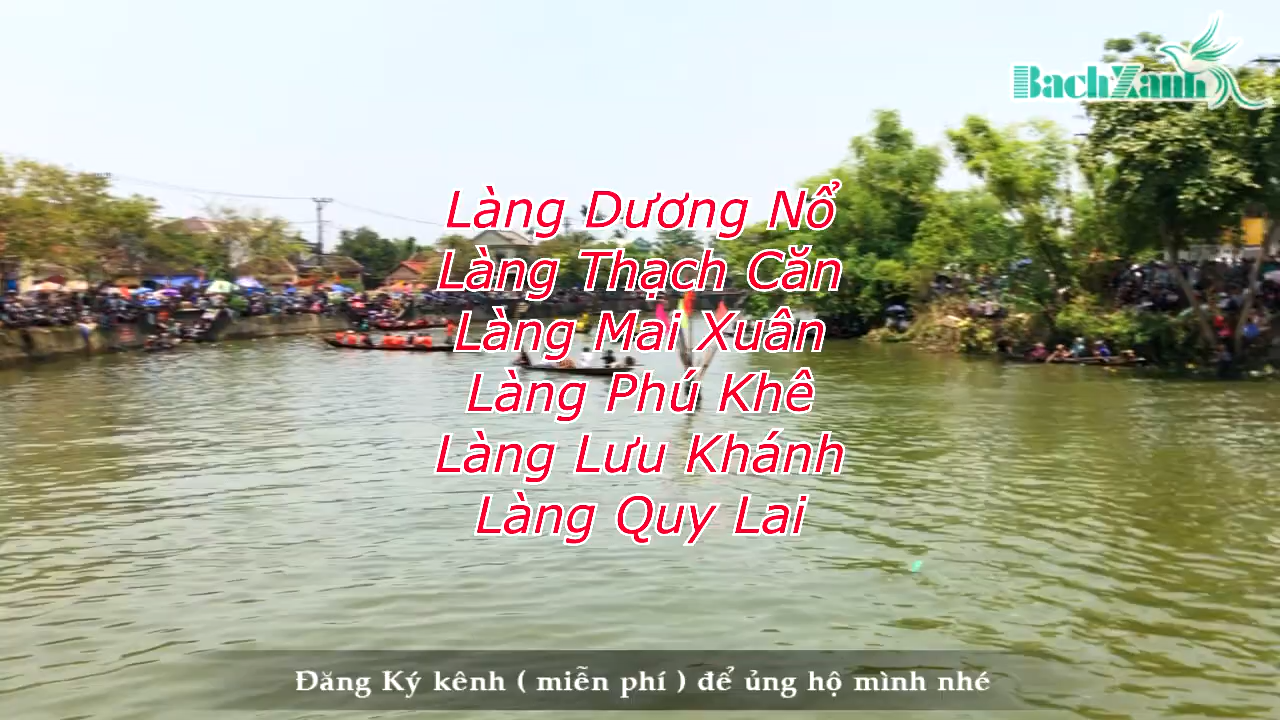 BachXanh
Làng Dương Nổ
Làng Thạch Căn
Làng Mai Xuân
Làng Phú Khê
Làng Lưu Khánh
Làng Quy Lai
Đăng Ký kênh ( miễn phí ) để ủng hộ mình nhé